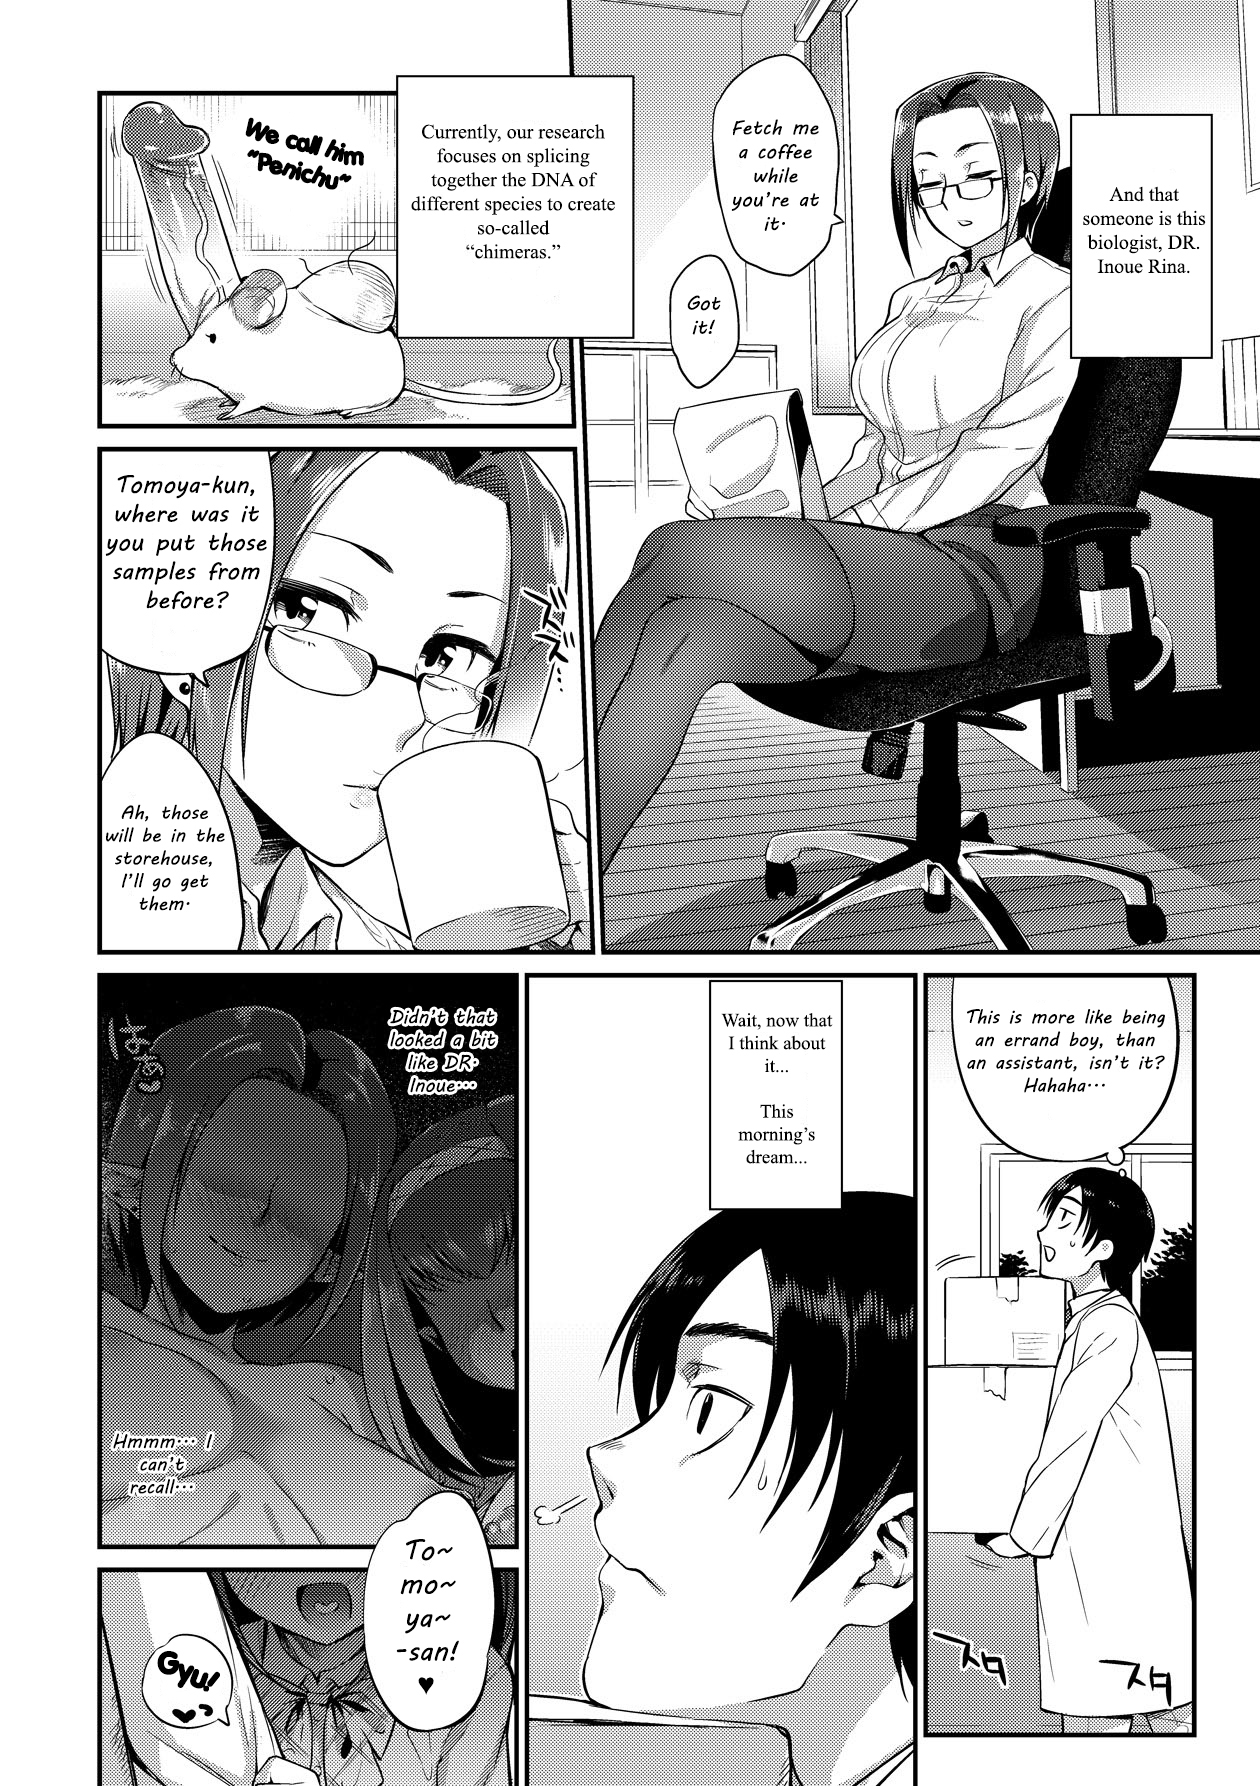 And that
someone is this
biologist, DR.
Inoue Rina.
Fetch me
a coffee
while
you're at
it.
Got
it!
Currently, our research
focuses on splicing
together the DNA of
different species to create
so-called
“chimeras.”
We call him
~Penichu~
Tomoya-kun,
where was it
you put those
samples from
before?
Ah, those
will be in the
storehouse,
I'll go get
them.
This is more like being
an errand boy, than
an assistant, isn't it?
Hahaha...
スタ
スタ
Wait, now that
I think about
it...
This
morning's
dream...
Didn't that
looked a bit
like DR.
Inoue...
Hmmm... I
can't
recall...
To~
mo~
ya~
-san!
♥
Gyu!